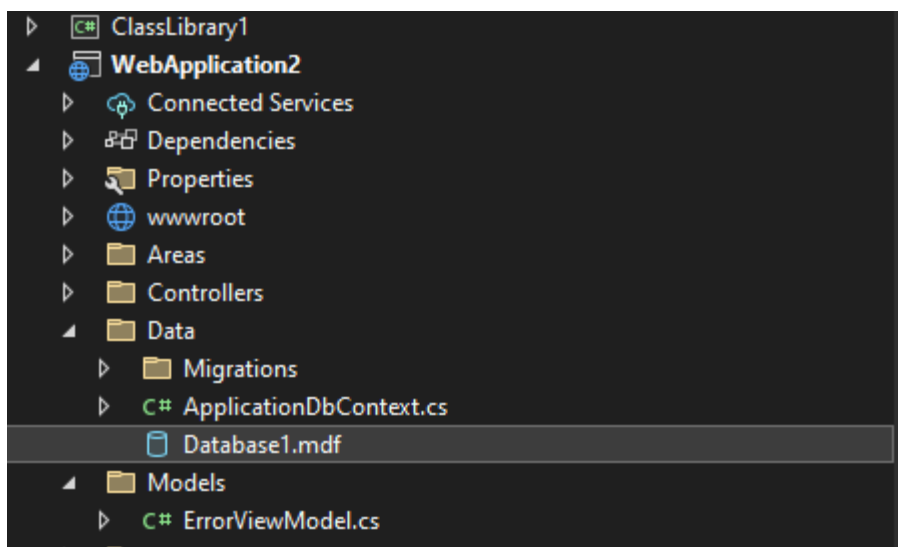 C# ClassLibrary1
WebApplication2
Connected Services
Dependencies
Properties
wwwroot
Areas
Controllers
Data
Migrations
C# ApplicationDbContext.cs
Database1.mdf
Models
C# ErrorViewModel.cs